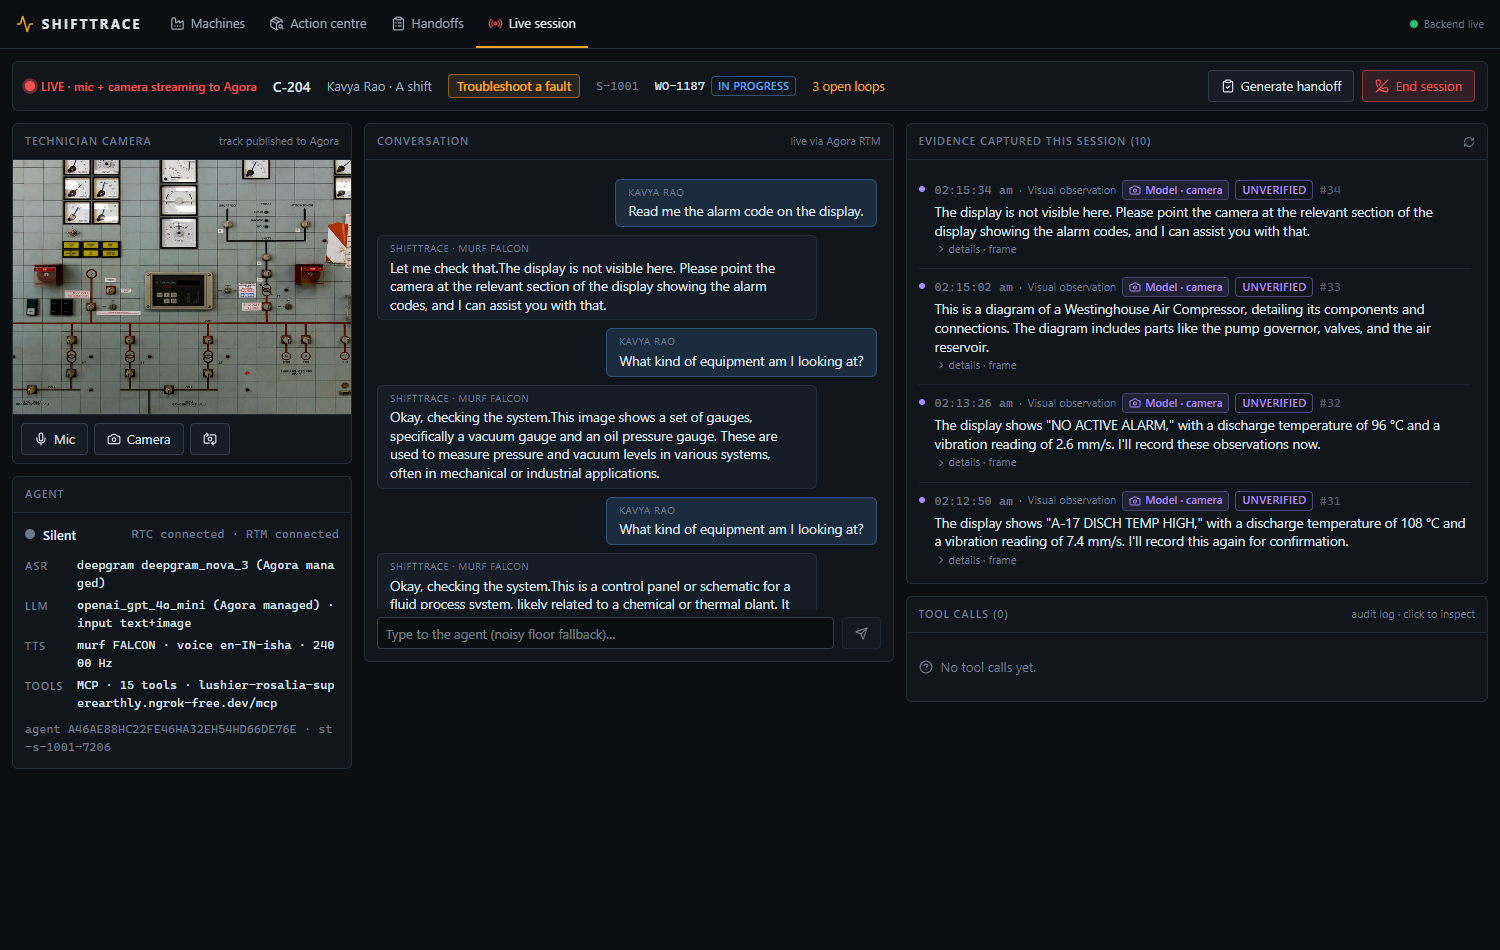 SHIFTTRACE
Machines
Action centre
Handoffs
Live session
Backend live
LIVE · mic + camera streaming to Agora
C-204
Kavya Rao · A shift
Troubleshoot a fault
S-1001
WO-1187
IN PROGRESS
3 open loops
Generate handoff
End session
TECHNICIAN CAMERA
track published to Agora
Mic
Camera
AGENT
Silent
RTC connected · RTM connected
ASR
deepgram deepgram_nova_3 (Agora mana
ged)
LLM
openai_gpt_4o_mini (Agora managed) ·
input text+image
TTS
murf FALCON · voice en-IN-isha · 240
00 Hz
TOOLS
MCP · 15 tools · lushier-rosalia-sup
erearthly.ngrok-free.dev/mcp
agent A46AE88HC22FE46HA32EH54HD66DE76E · st
-s-1001-7206
CONVERSATION
live via Agora RTM
KAVYA RAO
Read me the alarm code on the display.
SHIFTTRACE · MURF FALCON
Let me check that.The display is not visible here. Please point the
camera at the relevant section of the display showing the alarm
codes, and I can assist you with that.
KAVYA RAO
What kind of equipment am I looking at?
SHIFTTRACE · MURF FALCON
Okay, checking the system.This image shows a set of gauges,
specifically a vacuum gauge and an oil pressure gauge. These are
used to measure pressure and vacuum levels in various systems,
often in mechanical or industrial applications.
KAVYA RAO
What kind of equipment am I looking at?
SHIFTTRACE · MURF FALCON
Okay, checking the system.This is a control panel or schematic for a
fluid process system, likely related to a chemical or thermal plant. It
Type to the agent (noisy floor fallback)...
EVIDENCE CAPTURED THIS SESSION (10)
02:15:34 am · Visual observation
Model · camera
UNVERIFIED
#34
The display is not visible here. Please point the camera at the relevant section of the
display showing the alarm codes, and I can assist you with that.
details · frame
02:15:02 am · Visual observation
Model · camera
UNVERIFIED
#33
This is a diagram of a Westinghouse Air Compressor, detailing its components and
connections. The diagram includes parts like the pump governor, valves, and the air
reservoir.
details · frame
02:13:26 am · Visual observation
Model · camera
UNVERIFIED
#32
The display shows "NO ACTIVE ALARM," with a discharge temperature of 96 °C and a
vibration reading of 2.6 mm/s. I'll record these observations now.
details · frame
02:12:50 am · Visual observation
Model · camera
UNVERIFIED
#31
The display shows "A-17 DISCH TEMP HIGH," with a discharge temperature of 108 °C and
a vibration reading of 7.4 mm/s. I'll record this again for confirmation.
details · frame
TOOL CALLS (0)
audit log · click to inspect
No tool calls yet.